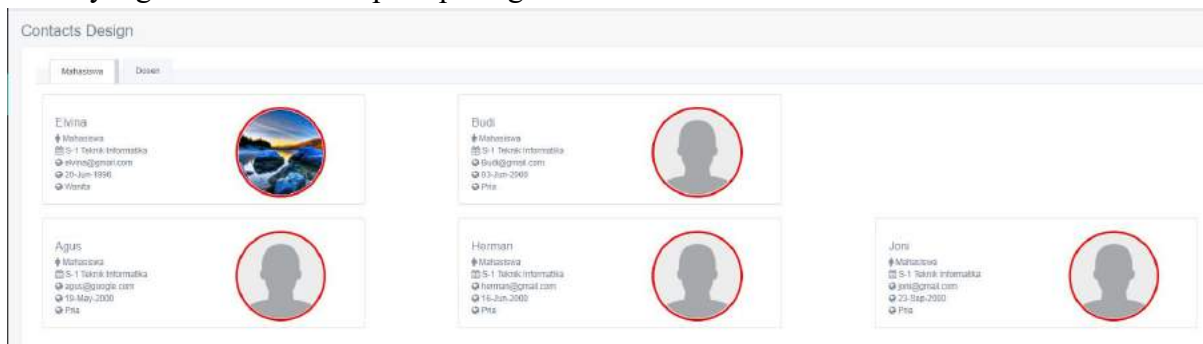 Contacts Design
Mahasiswa Dosen
Elvina
Mahasiswa
S-1 Teknik Informatika
elvina@gmail.com
20-Jun-1996
Wanita
Budi
Mahasiswa
S-1 Teknik Informatika
Budi@gmail.com
03-Jun-2000
Pria
Agus
Mahasiswa
S-1 Teknik Informatika
agus@google.com
19-May-2000
Pria
Herman
Mahasiswa
S-1 Teknik Informatika
herman@gmail.com
16-Jun-2000
Pria
Joni
Mahasiswa
S-1 Teknik Informatika
joni@gmail.com
23-Sep-2000
Pria